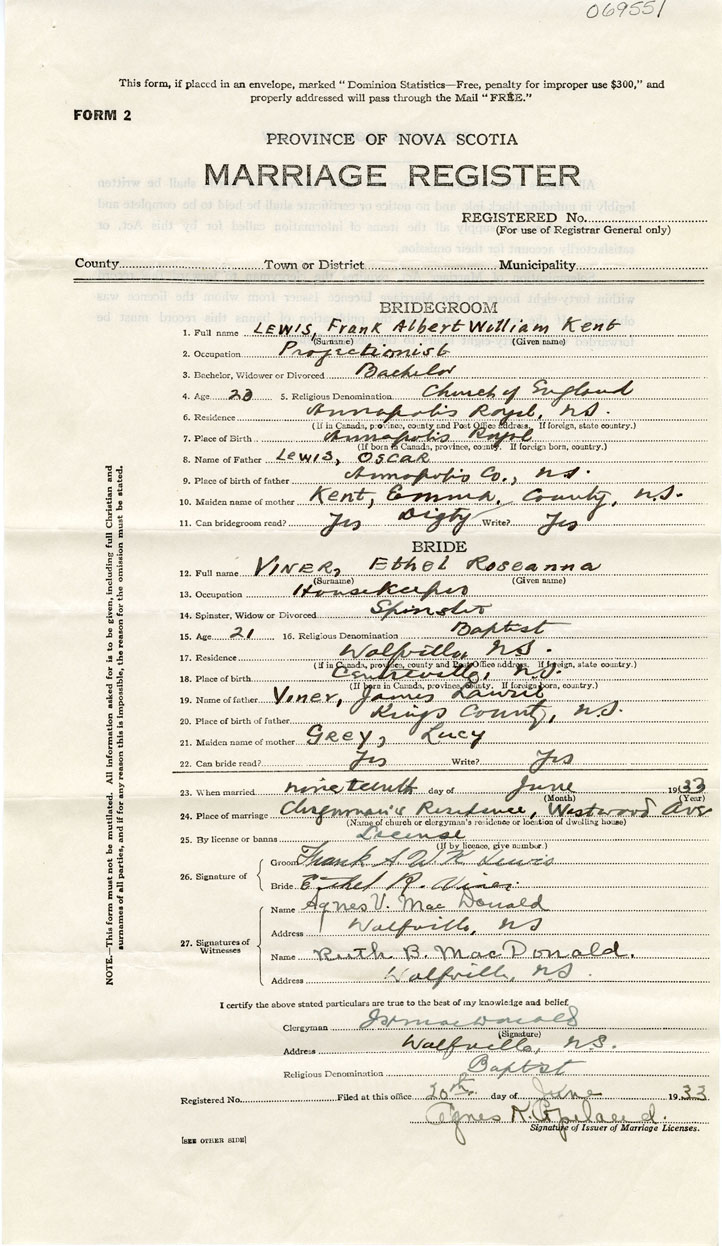 069551
This form, if placed in an envelope, marked "Dominion Statistics—Free, penalty for improper use $300," and
properly addressed will pass through the Mail "FREE."
FORM 2
PROVINCE OF NOVA SCOTIA
MARRIAGE REGISTER
REGISTERED No.
(For use of Registrar General only)
County Town or District Municipality
BRIDEGROOM
1. Full name LEWIS, Frank Albert William Kent
(Surname) (Given name)
2. Occupation Projectionist
3. Bachelor, Widower or Divorced Bachelor
4. Age 23 5. Religious Denomination Church of England
6. Residence Annapolis Royal, N.S.
(If in Canada, province, county and Post Office address. If foreign, state country.)
7. Place of Birth Annapolis Royal
(If born in Canada, province, county. If foreign born, country.)
8. Name of Father Lewis, OSCAR
9. Place of birth of father Annapolis Co., N.S.
10. Maiden name of mother Kent, Emma, County, N.S.
11. Can bridegroom read? Yes Digby Write? Yes
BRIDE
12. Full name VINER, Ethel Roseanna
(Surname) (Given name)
13. Occupation Housekeeper
14. Spinster, Widow or Divorced Spinster
15. Age 21 16. Religious Denomination Baptist
17. Residence Wolfville, N.S.
(If in Canada, province, county and Post Office address. If foreign, state country.)
18. Place of birth Centreville, N.S.
(If born in Canada, province, county. If foreign born, country.)
19. Name of father Viner, James
20. Place of birth of father Kings County, N.S.
21. Maiden name of mother Grey, Lucy
22. Can bride read? Yes Write? Yes
23. When married nineteenth day of June 1933
(Month) (Year)
24. Place of marriage Clergyman's Residence, Westwood Ave
(Name of church or clergyman's residence or location of dwelling house)
25. By license or banns License
(If by licence, give number.)
26. Signature of
Groom Frank A. W. K. Lewis
Bride Ethel R. Viner
27. Signatures of Witnesses
Name Agnes V. MacDonald
Address Wolfville, NS
Name Ruth B. MacDonald.
Address Wolfville, N.S.
I certify the above stated particulars are true to the best of my knowledge and belief.
Clergyman MacDonald
(Signature)
Address Wolfville, N.S.
Religious Denomination Baptist
Registered No. Filed at this office 20th day of June 1933
Agnes K. Copeland.
Signature of Issuer of Marriage Licenses.
[SEE OTHER SIDE]
NOTE.—This form must not be mutilated. All information asked for is to be given, including full Christian and
surnames of all parties, and if for any reason this is impossible, the reason for the omission must be stated.